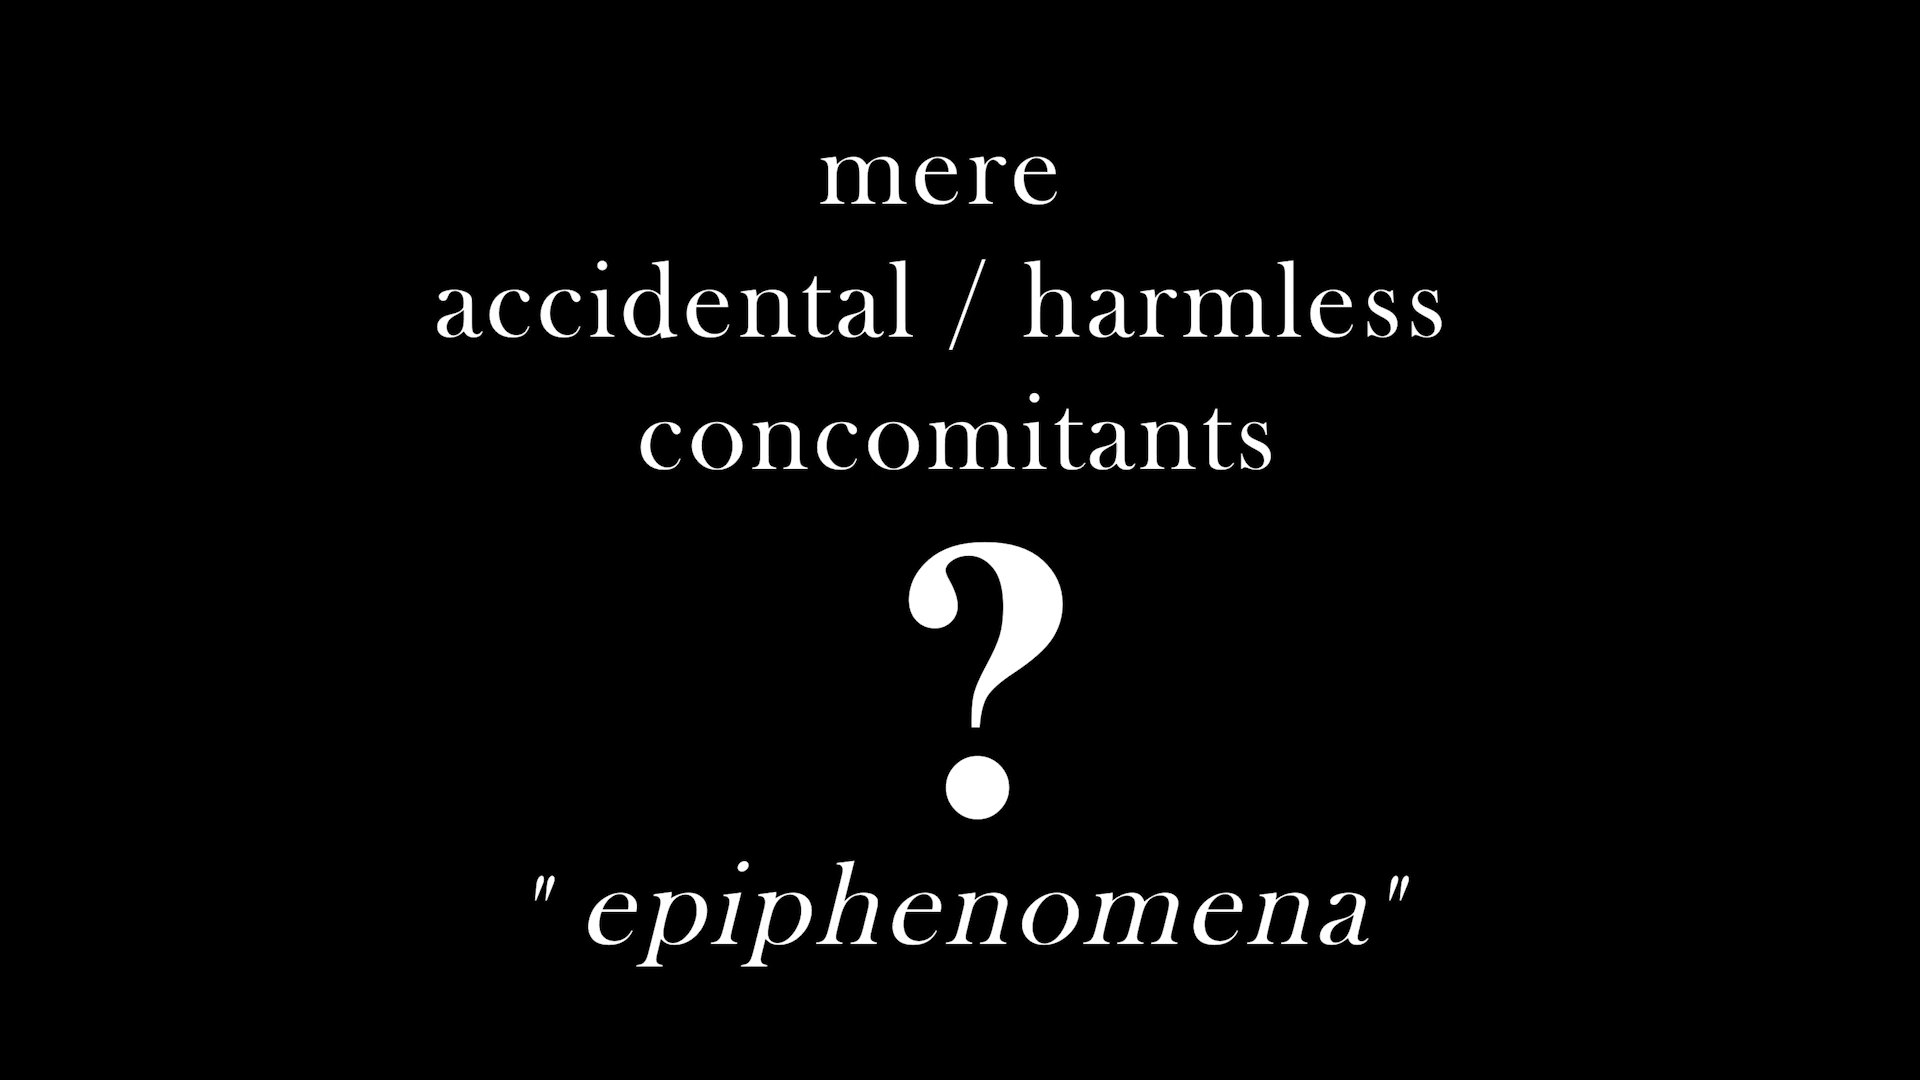 mere
accidental / harmless
concomitants
?
" epiphenomena"